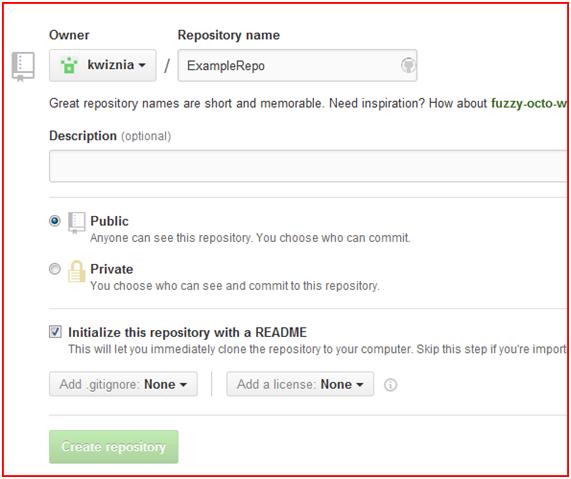 Owner Repository name
kwiznia / ExampleRepo
Great repository names are short and memorable. Need inspiration? How about fuzzy-octo-w
Description (optional)
Public
Anyone can see this repository. You choose who can commit.
Private
You choose who can see and commit to this repository.
Initialize this repository with a README
This will let you immediately clone the repository to your computer. Skip this step if you're import
Add .gitignore: None Add a license: None
Create repository